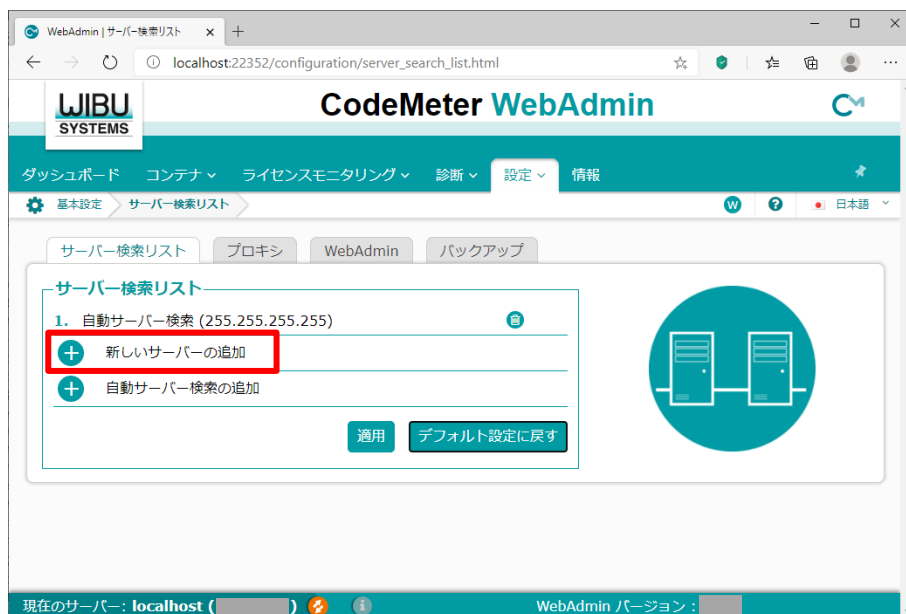 WebAdmin | サーバー検索リスト
localhost:22352/configuration/server_search_list.html
WIBU
SYSTEMS
CodeMeter WebAdmin
ダッシュボード コンテナ ライセンスモニタリング 診断 設定 情報
基本設定 サーバー検索リスト W ? 日本語
サーバー検索リスト プロキシ WebAdmin バックアップ
サーバー検索リスト
1. 自動サーバー検索 (255.255.255.255)
新しいサーバーの追加
自動サーバー検索の追加
適用 デフォルト設定に戻す
現在のサーバー: localhost ( ) i WebAdmin バージョン :